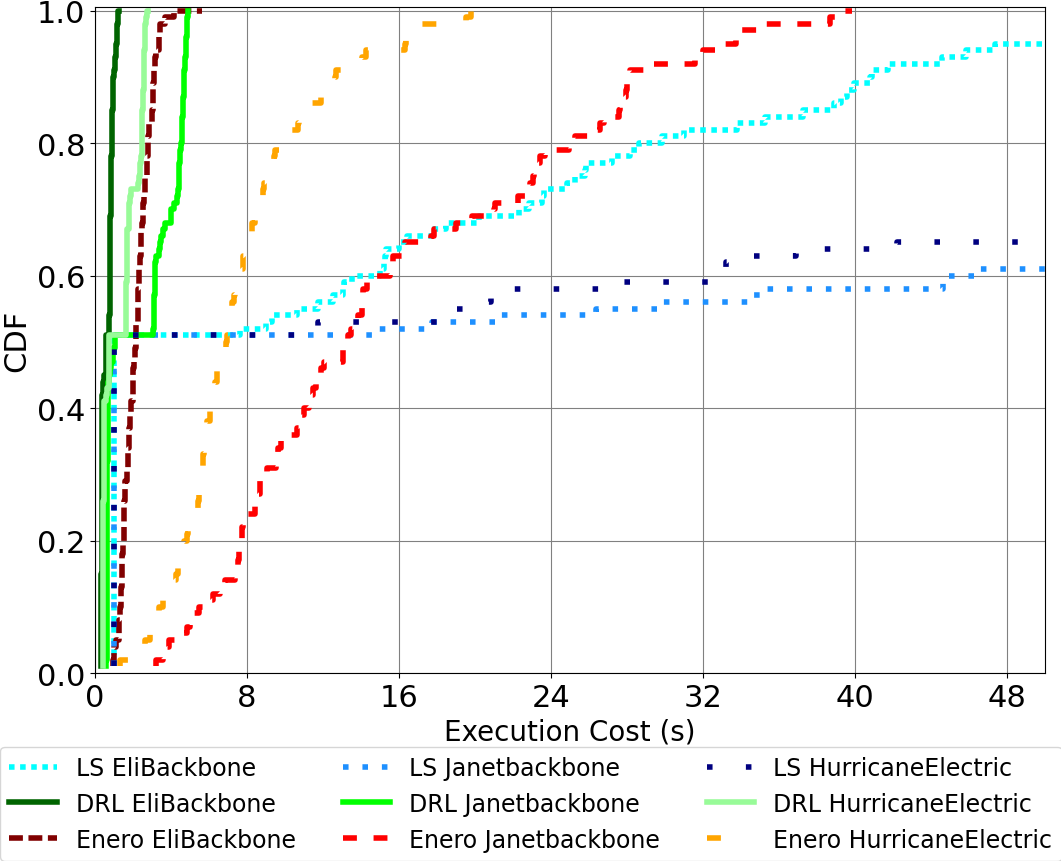 1.0
0.8
0.6
0.4
0.2
0.0
CDF
0 8 16 24 32 40 48
Execution Cost (s)
LS EliBackbone LS Janetbackbone LS HurricaneElectric
DRL EliBackbone DRL Janetbackbone DRL HurricaneElectric
Enero EliBackbone Enero Janetbackbone Enero HurricaneElectric